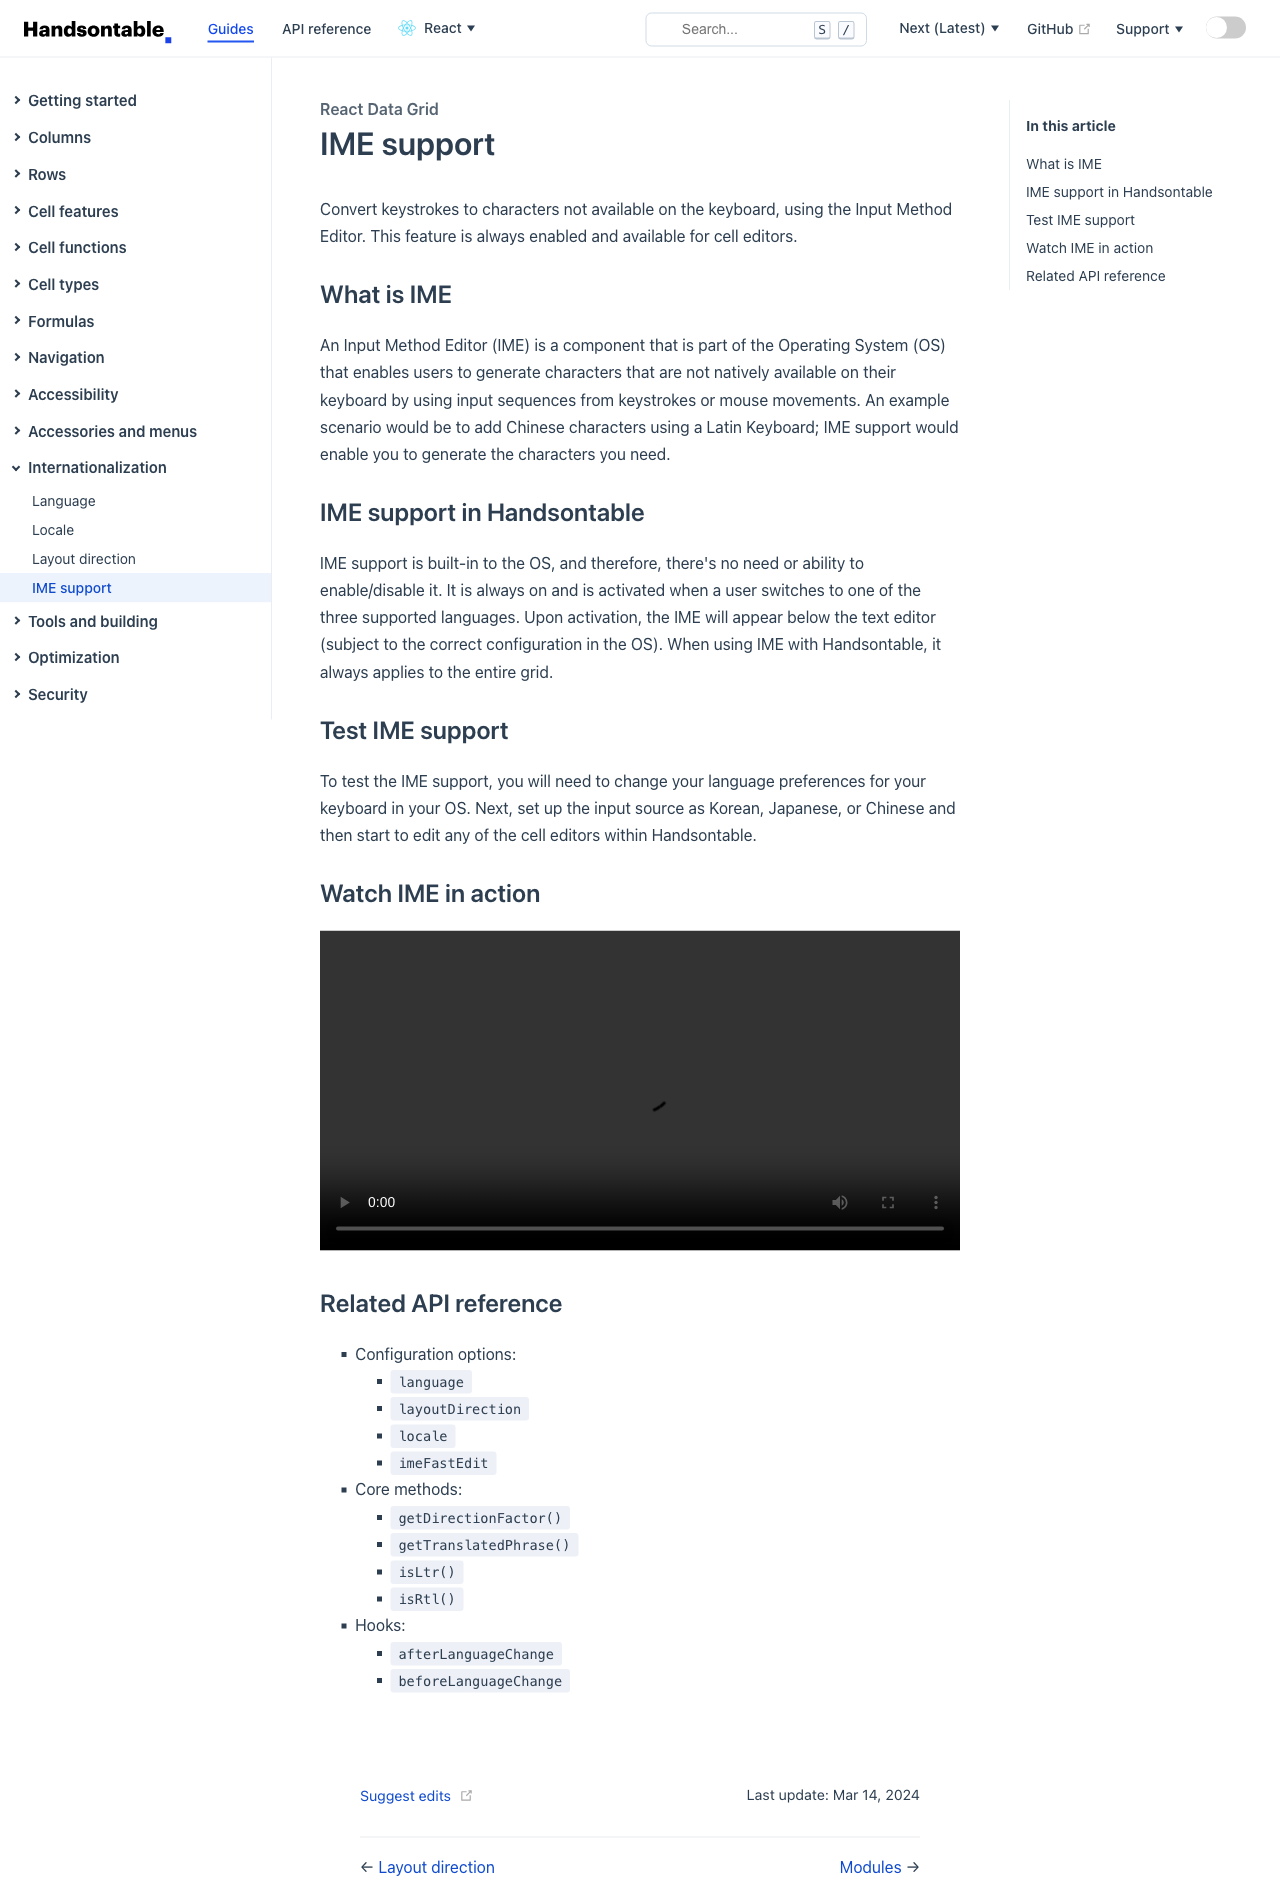 Handsontable
Guides
API reference
React
Search...
S
/
Next (Latest)
GitHub
Support
Getting started
Columns
Rows
Cell features
Cell functions
Cell types
Formulas
Navigation
Accessibility
Accessories and menus
Internationalization
Language
Locale
Layout direction
IME support
Tools and building
Optimization
Security
React Data Grid
IME support
Convert keystrokes to characters not available on the keyboard, using the Input Method
Editor. This feature is always enabled and available for cell editors.
What is IME
An Input Method Editor (IME) is a component that is part of the Operating System (OS)
that enables users to generate characters that are not natively available on their
keyboard by using input sequences from keystrokes or mouse movements. An example
scenario would be to add Chinese characters using a Latin Keyboard; IME support would
enable you to generate the characters you need.
IME support in Handsontable
IME support is built-in to the OS, and therefore, there's no need or ability to
enable/disable it. It is always on and is activated when a user switches to one of the
three supported languages. Upon activation, the IME will appear below the text editor
(subject to the correct configuration in the OS). When using IME with Handsontable, it
always applies to the entire grid.
Test IME support
To test the IME support, you will need to change your language preferences for your
keyboard in your OS. Next, set up the input source as Korean, Japanese, or Chinese and
then start to edit any of the cell editors within Handsontable.
Watch IME in action
0:00
Related API reference
Configuration options:
language
layoutDirection
locale
imeFastEdit
Core methods:
getDirectionFactor()
getTranslatedPhrase()
isLtr()
isRtl()
Hooks:
afterLanguageChange
beforeLanguageChange
Suggest edits
Last update: Mar 14, 2024
← Layout direction
Modules →
In this article
What is IME
IME support in Handsontable
Test IME support
Watch IME in action
Related API reference